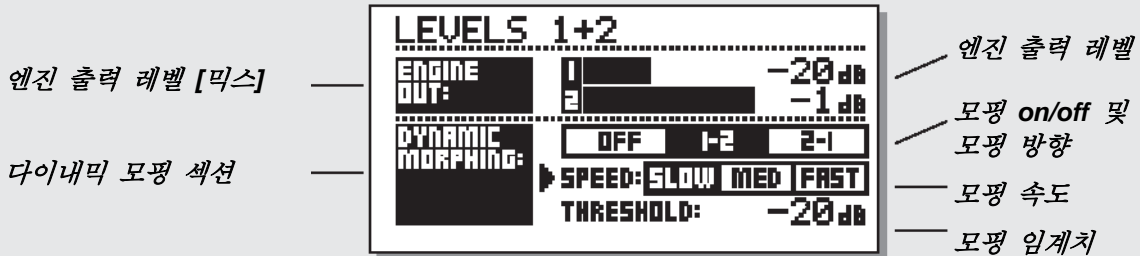 엔진 출력 레벨 [믹스]
다이내믹 모핑 섹션
LEVELS 1+2
ENGINE OUT:
1 -20 dB
2 -1 dB
DYNAMIC MORPHING:
OFF 1-2 2-1
SPEED: SLOW MED FAST
THRESHOLD: -20 dB
엔진 출력 레벨
모핑 on/off 및
모핑 방향
모핑 속도
모핑 임계치